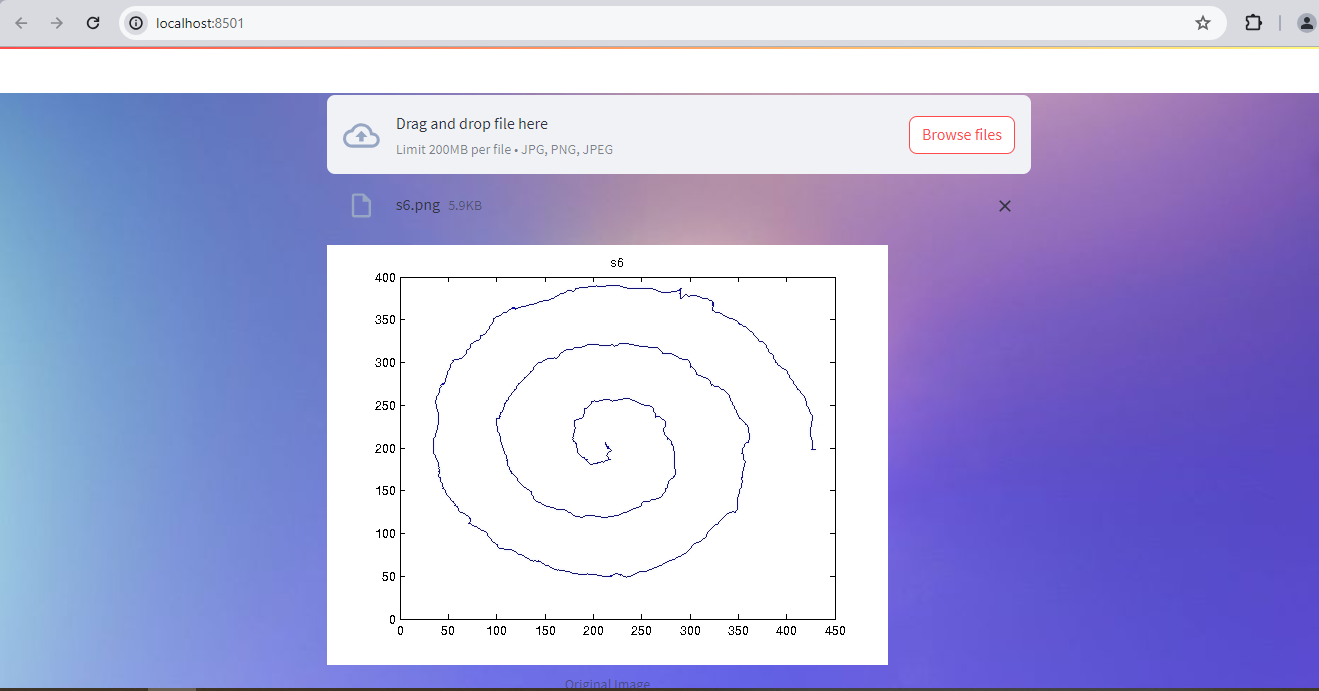 localhost:8501
Drag and drop file here
Limit 200MB per file • JPG, PNG, JPEG
Browse files
s6.png 5.9KB
s6
400
350
300
250
200
150
100
50
0
0 50 100 150 200 250 300 350 400 450
Original Image